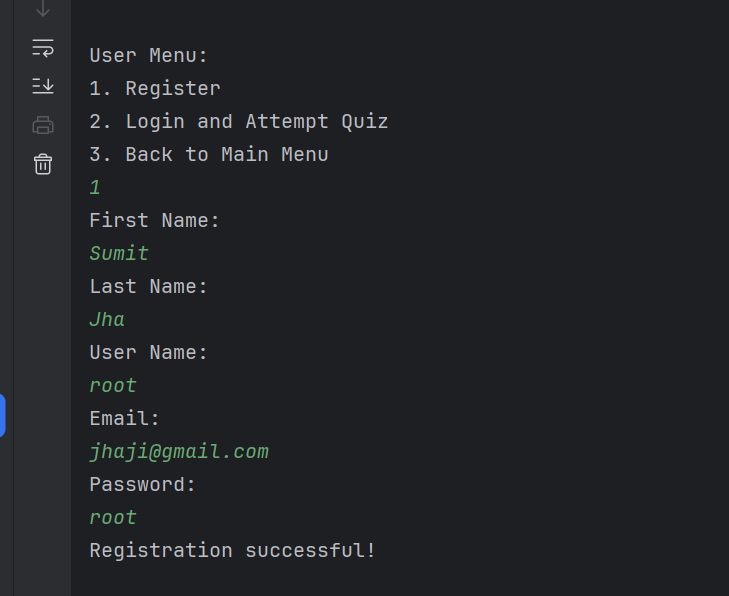 User Menu:
1. Register
2. Login and Attempt Quiz
3. Back to Main Menu
1
First Name:
Sumit
Last Name:
Jha
User Name:
root
Email:
jhaji@gmail.com
Password:
root
Registration successful!